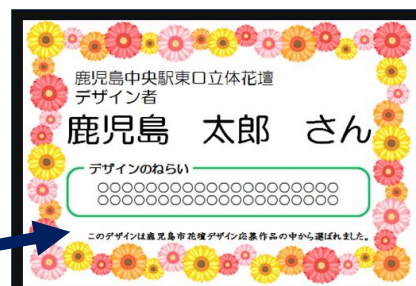 鹿児島中央駅東口立体花壇
デザイン者
鹿児島　太郎　さん
デザインのねらい
○○○○○○○○○○○○○○○○○○○○
○○○○○○○○○○○○○○○○○○○○
このデザインは鹿児島市花壇デザイン応募作品の中から選ばれました。